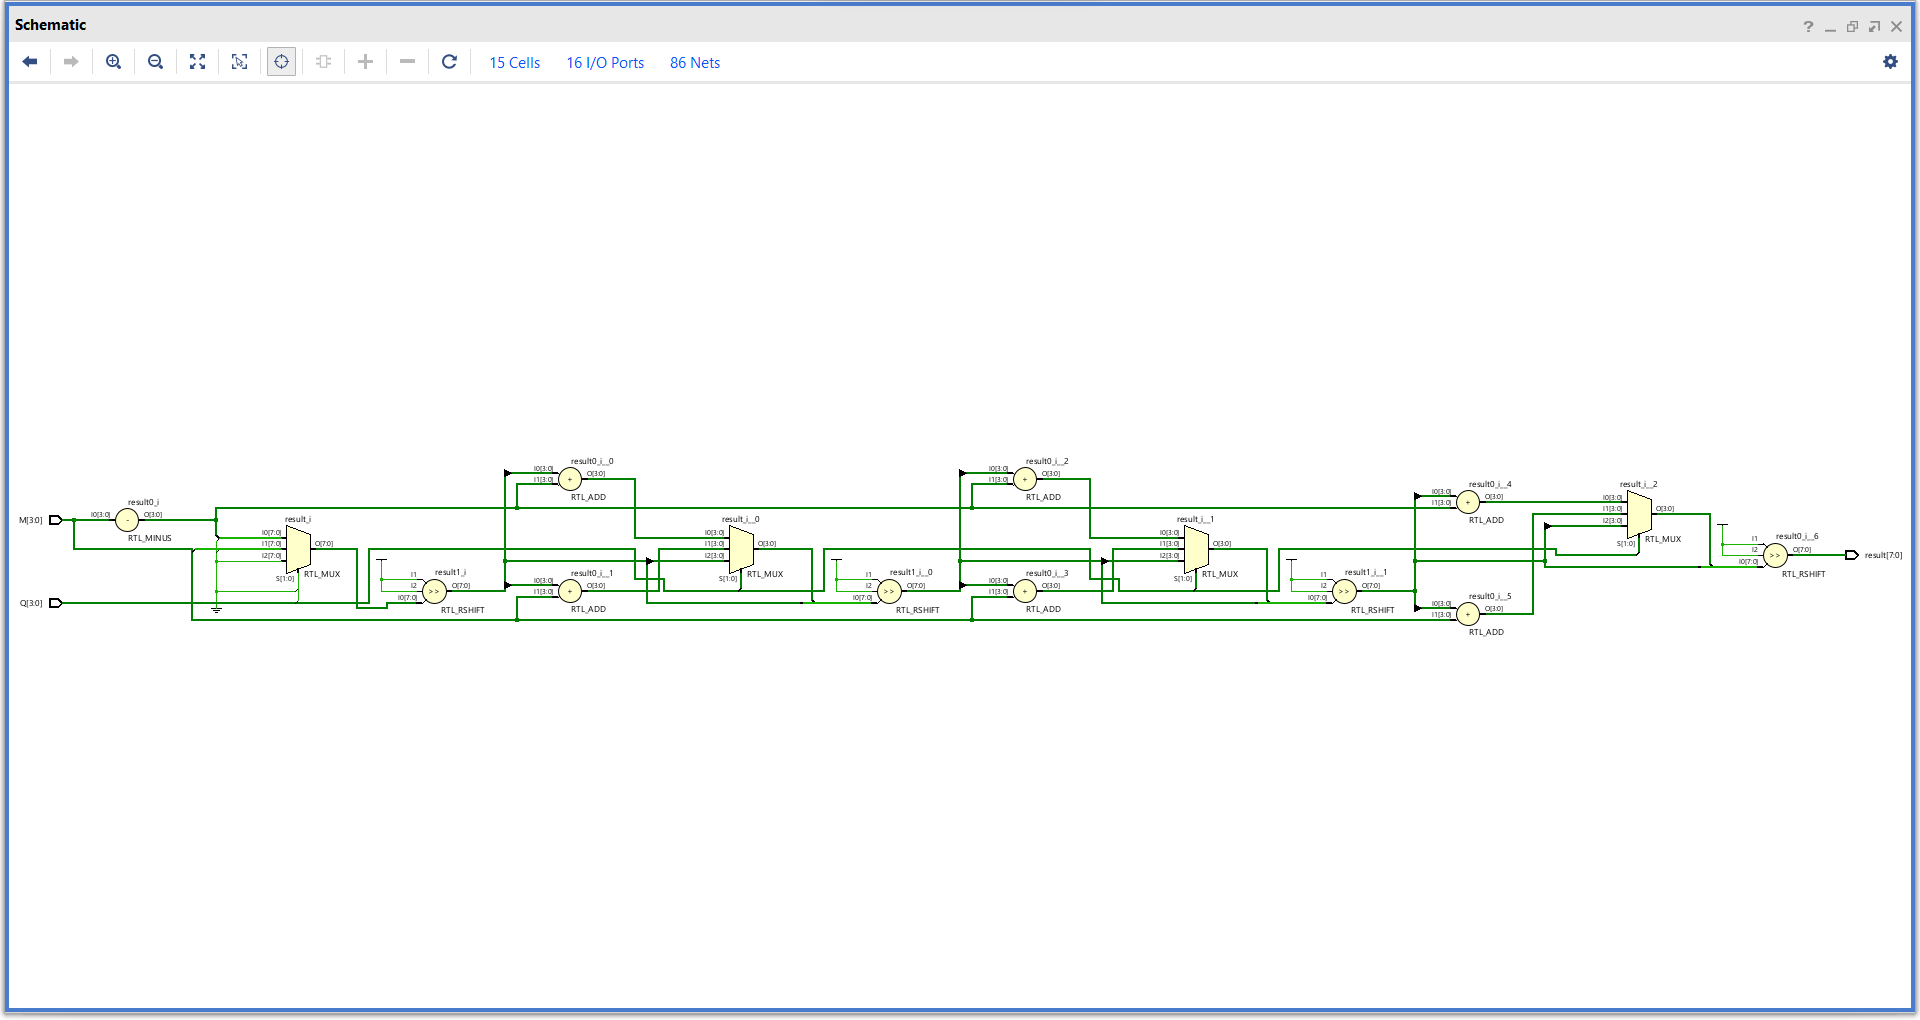 Schematic
15 Cells 16 I/O Ports 86 Nets
M[3:0]
Q[3:0]
result0_i
I0[3:0] O[3:0]
-
RTL_MINUS
result_i
I0[7:0]
I1[7:0] O[7:0]
I2[7:0]
S[1:0] RTL_MUX
result1_i
I1
I2 >> O[7:0]
I0[7:0]
RTL_RSHIFT
result0_i__0
I0[3:0] O[3:0]
I1[3:0] +
RTL_ADD
result0_i__1
I0[3:0] O[3:0]
I1[3:0] +
RTL_ADD
result_i__0
I0[3:0]
I1[3:0] O[3:0]
I2[3:0]
S[1:0] RTL_MUX
result1_i__0
I1
I2 >> O[7:0]
I0[7:0]
RTL_RSHIFT
result0_i__2
I0[3:0] O[3:0]
I1[3:0] +
RTL_ADD
result0_i__3
I0[3:0] O[3:0]
I1[3:0] +
RTL_ADD
result_i__1
I0[3:0]
I1[3:0] O[3:0]
I2[3:0]
S[1:0] RTL_MUX
result1_i__1
I1
I2 >> O[7:0]
I0[7:0]
RTL_RSHIFT
result0_i__4
I0[3:0] O[3:0]
I1[3:0] +
RTL_ADD
result0_i__5
I0[3:0] O[3:0]
I1[3:0] +
RTL_ADD
result_i__2
I0[3:0]
I1[3:0] O[3:0]
I2[3:0]
S[1:0] RTL_MUX
result0_i__6
I1
I2 >> O[7:0]
I0[7:0]
RTL_RSHIFT
result[7:0]